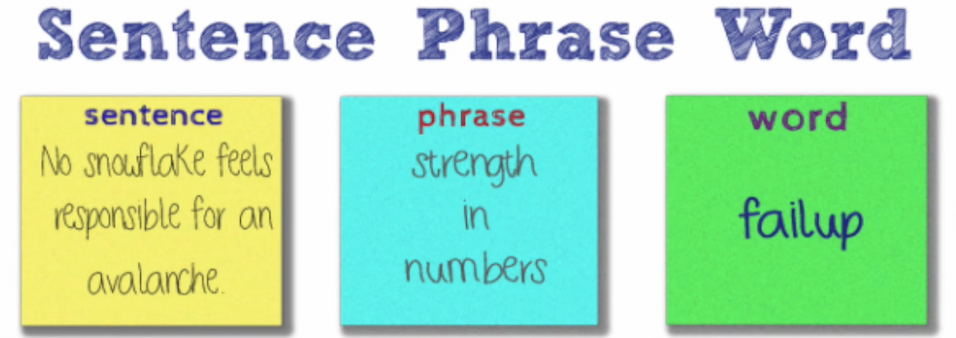 Sentence Phrase Word
sentence
No snowflake feels
responsible for an
avalanche.
phrase
strength
in
numbers
word
failup